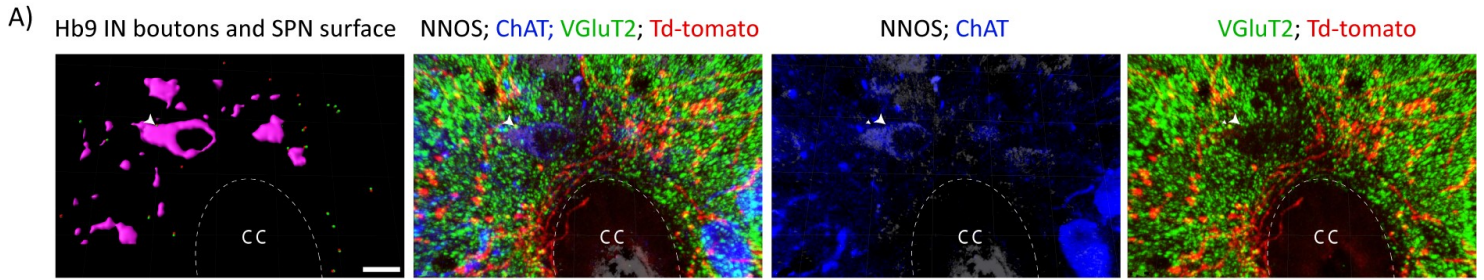 A)
Hb9 IN boutons and SPN surface
NNOS; ChAT; VGluT2; Td-tomato
NNOS; ChAT
VGluT2; Td-tomato
CC
CC
CC
CC